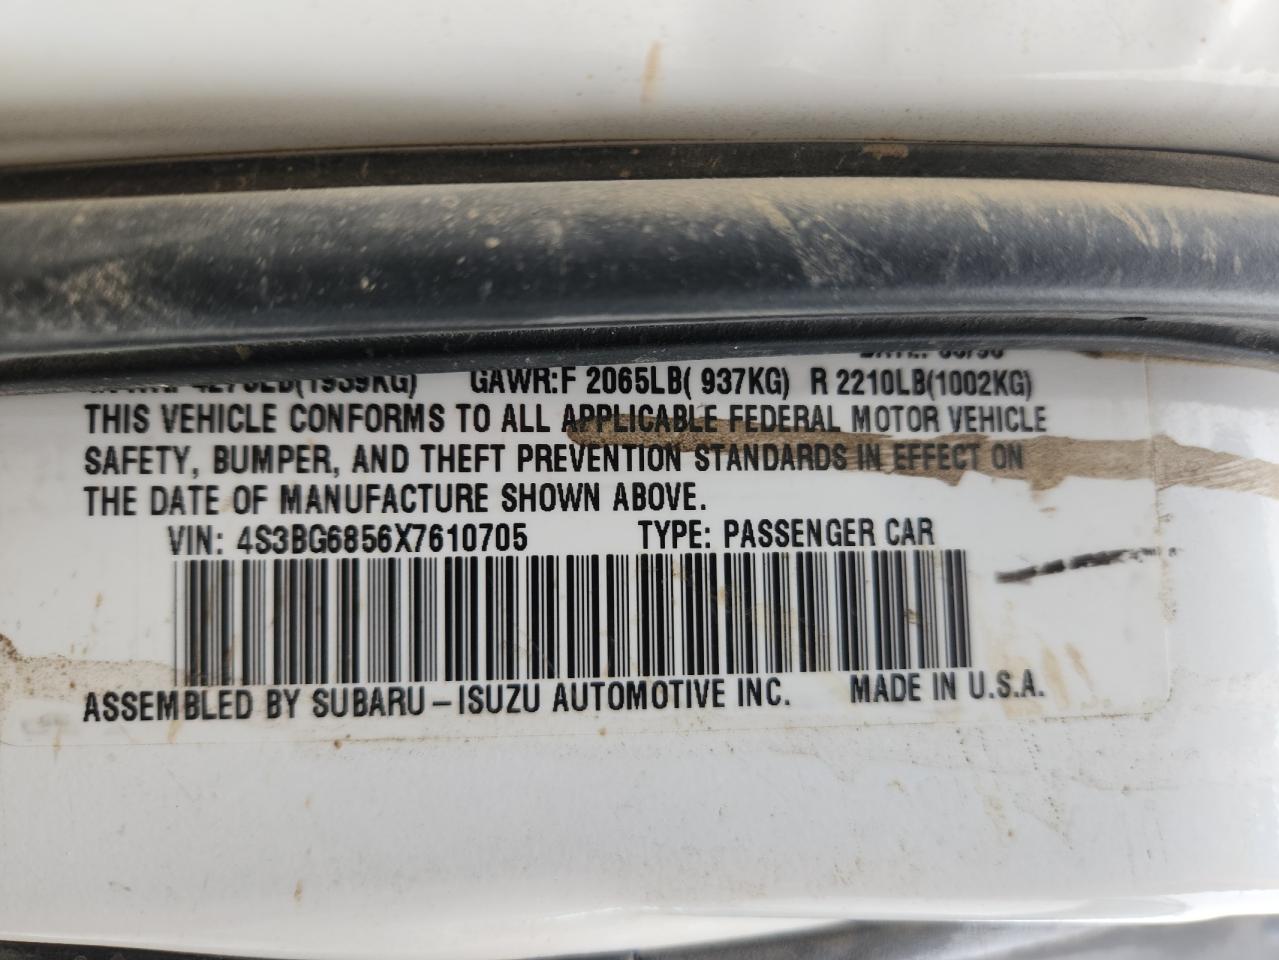 GAWR:F 2065LB( 937KG) R 2210LB(1002KG)
THIS VEHICLE CONFORMS TO ALL APPLICABLE FEDERAL MOTOR VEHICLE
SAFETY, BUMPER, AND THEFT PREVENTION STANDARDS IN EFFECT ON
THE DATE OF MANUFACTURE SHOWN ABOVE.
VIN: 4S3BG6856X7610705 TYPE: PASSENGER CAR
ASSEMBLED BY SUBARU-ISUZU AUTOMOTIVE INC. MADE IN U.S.A.